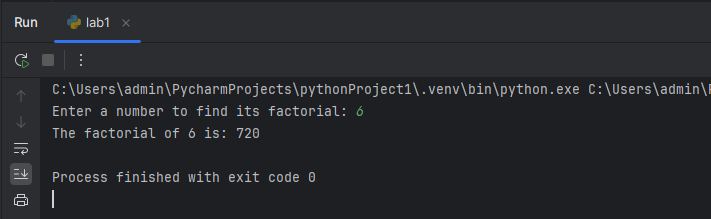 Run lab1
C:\Users\admin\PycharmProjects\pythonProject1\.venv\bin\python.exe C:\Users\admin\
Enter a number to find its factorial: 6
The factorial of 6 is: 720
Process finished with exit code 0